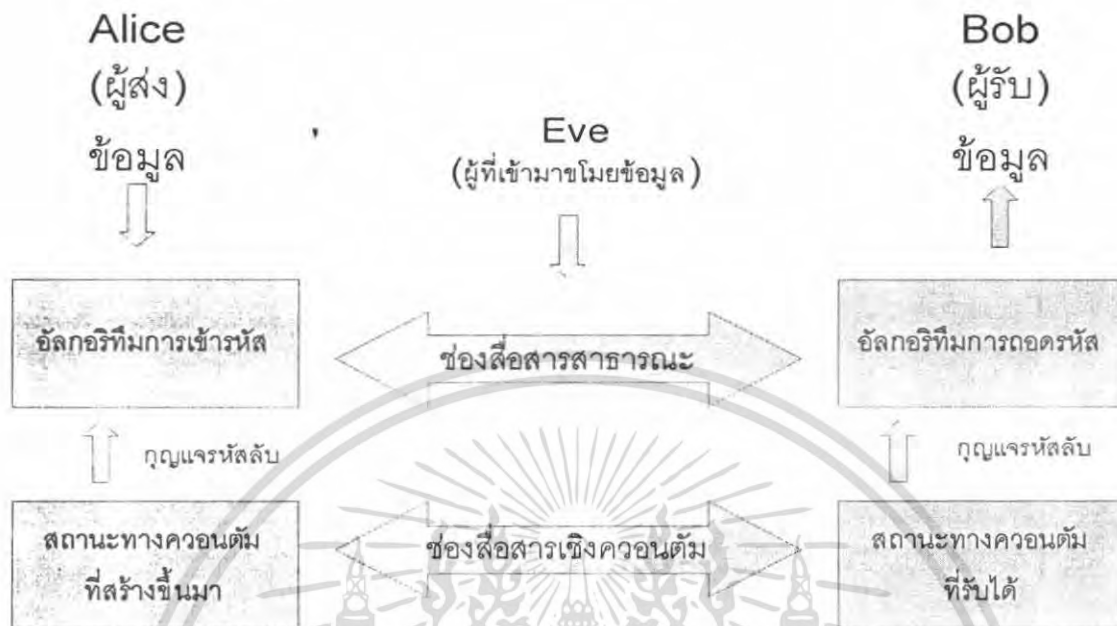 Alice
(ผู้ส่ง)
ข้อมูล
Eve
(ผู้ที่เข้ามาขโมยข้อมูล)
Bob
(ผู้รับ)
ข้อมูล
อัลกอริทึมการเข้ารหัส
ช่องสื่อสารสาธารณะ
อัลกอริทึมการถอดรหัส
กุญแจรหัสลับ
กุญแจรหัสลับ
สถานะทางควอนตัม
ที่สร้างขึ้นมา
ช่องสื่อสารเชิงควอนตัม
สถานะทางควอนตัม
ที่รับได้